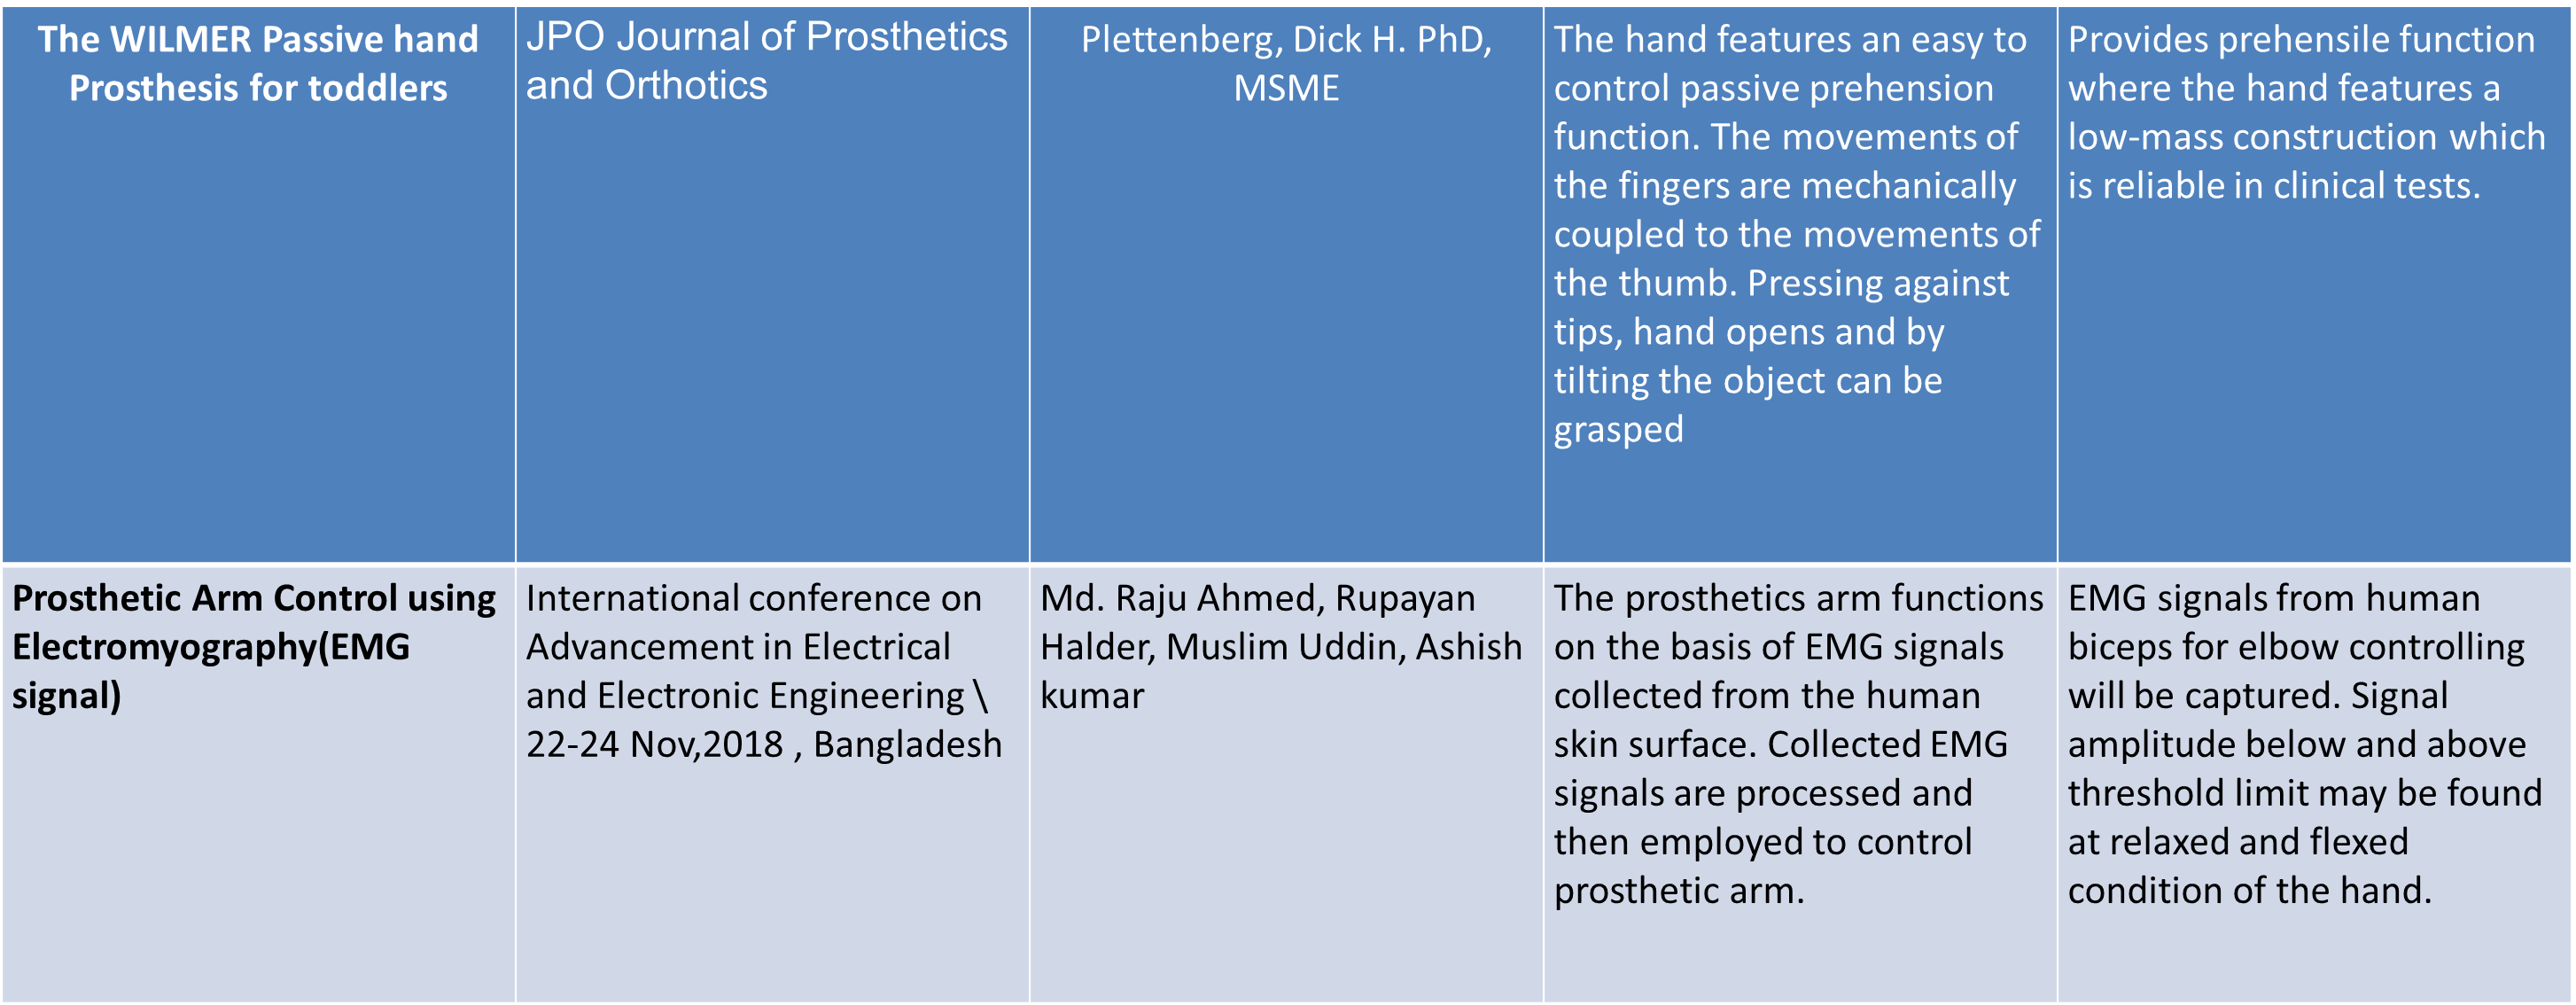 The WILMER Passive hand
Prosthesis for toddlers
JPO Journal of Prosthetics
and Orthotics
Plettenberg, Dick H. PhD,
MSME
The hand features an easy to
control passive prehension
function. The movements of
the fingers are mechanically
coupled to the movements of
the thumb. Pressing against
tips, hand opens and by
tilting the object can be
grasped
Provides prehensile function
where the hand features a
low-mass construction which
is reliable in clinical tests.
Prosthetic Arm Control using
Electromyography(EMG
signal)
International conference on
Advancement in Electrical
and Electronic Engineering \
22-24 Nov,2018 , Bangladesh
Md. Raju Ahmed, Rupayan
Halder, Muslim Uddin, Ashish
kumar
The prosthetics arm functions
on the basis of EMG signals
collected from the human
skin surface. Collected EMG
signals are processed and
then employed to control
prosthetic arm.
EMG signals from human
biceps for elbow controlling
will be captured. Signal
amplitude below and above
threshold limit may be found
at relaxed and flexed
condition of the hand.